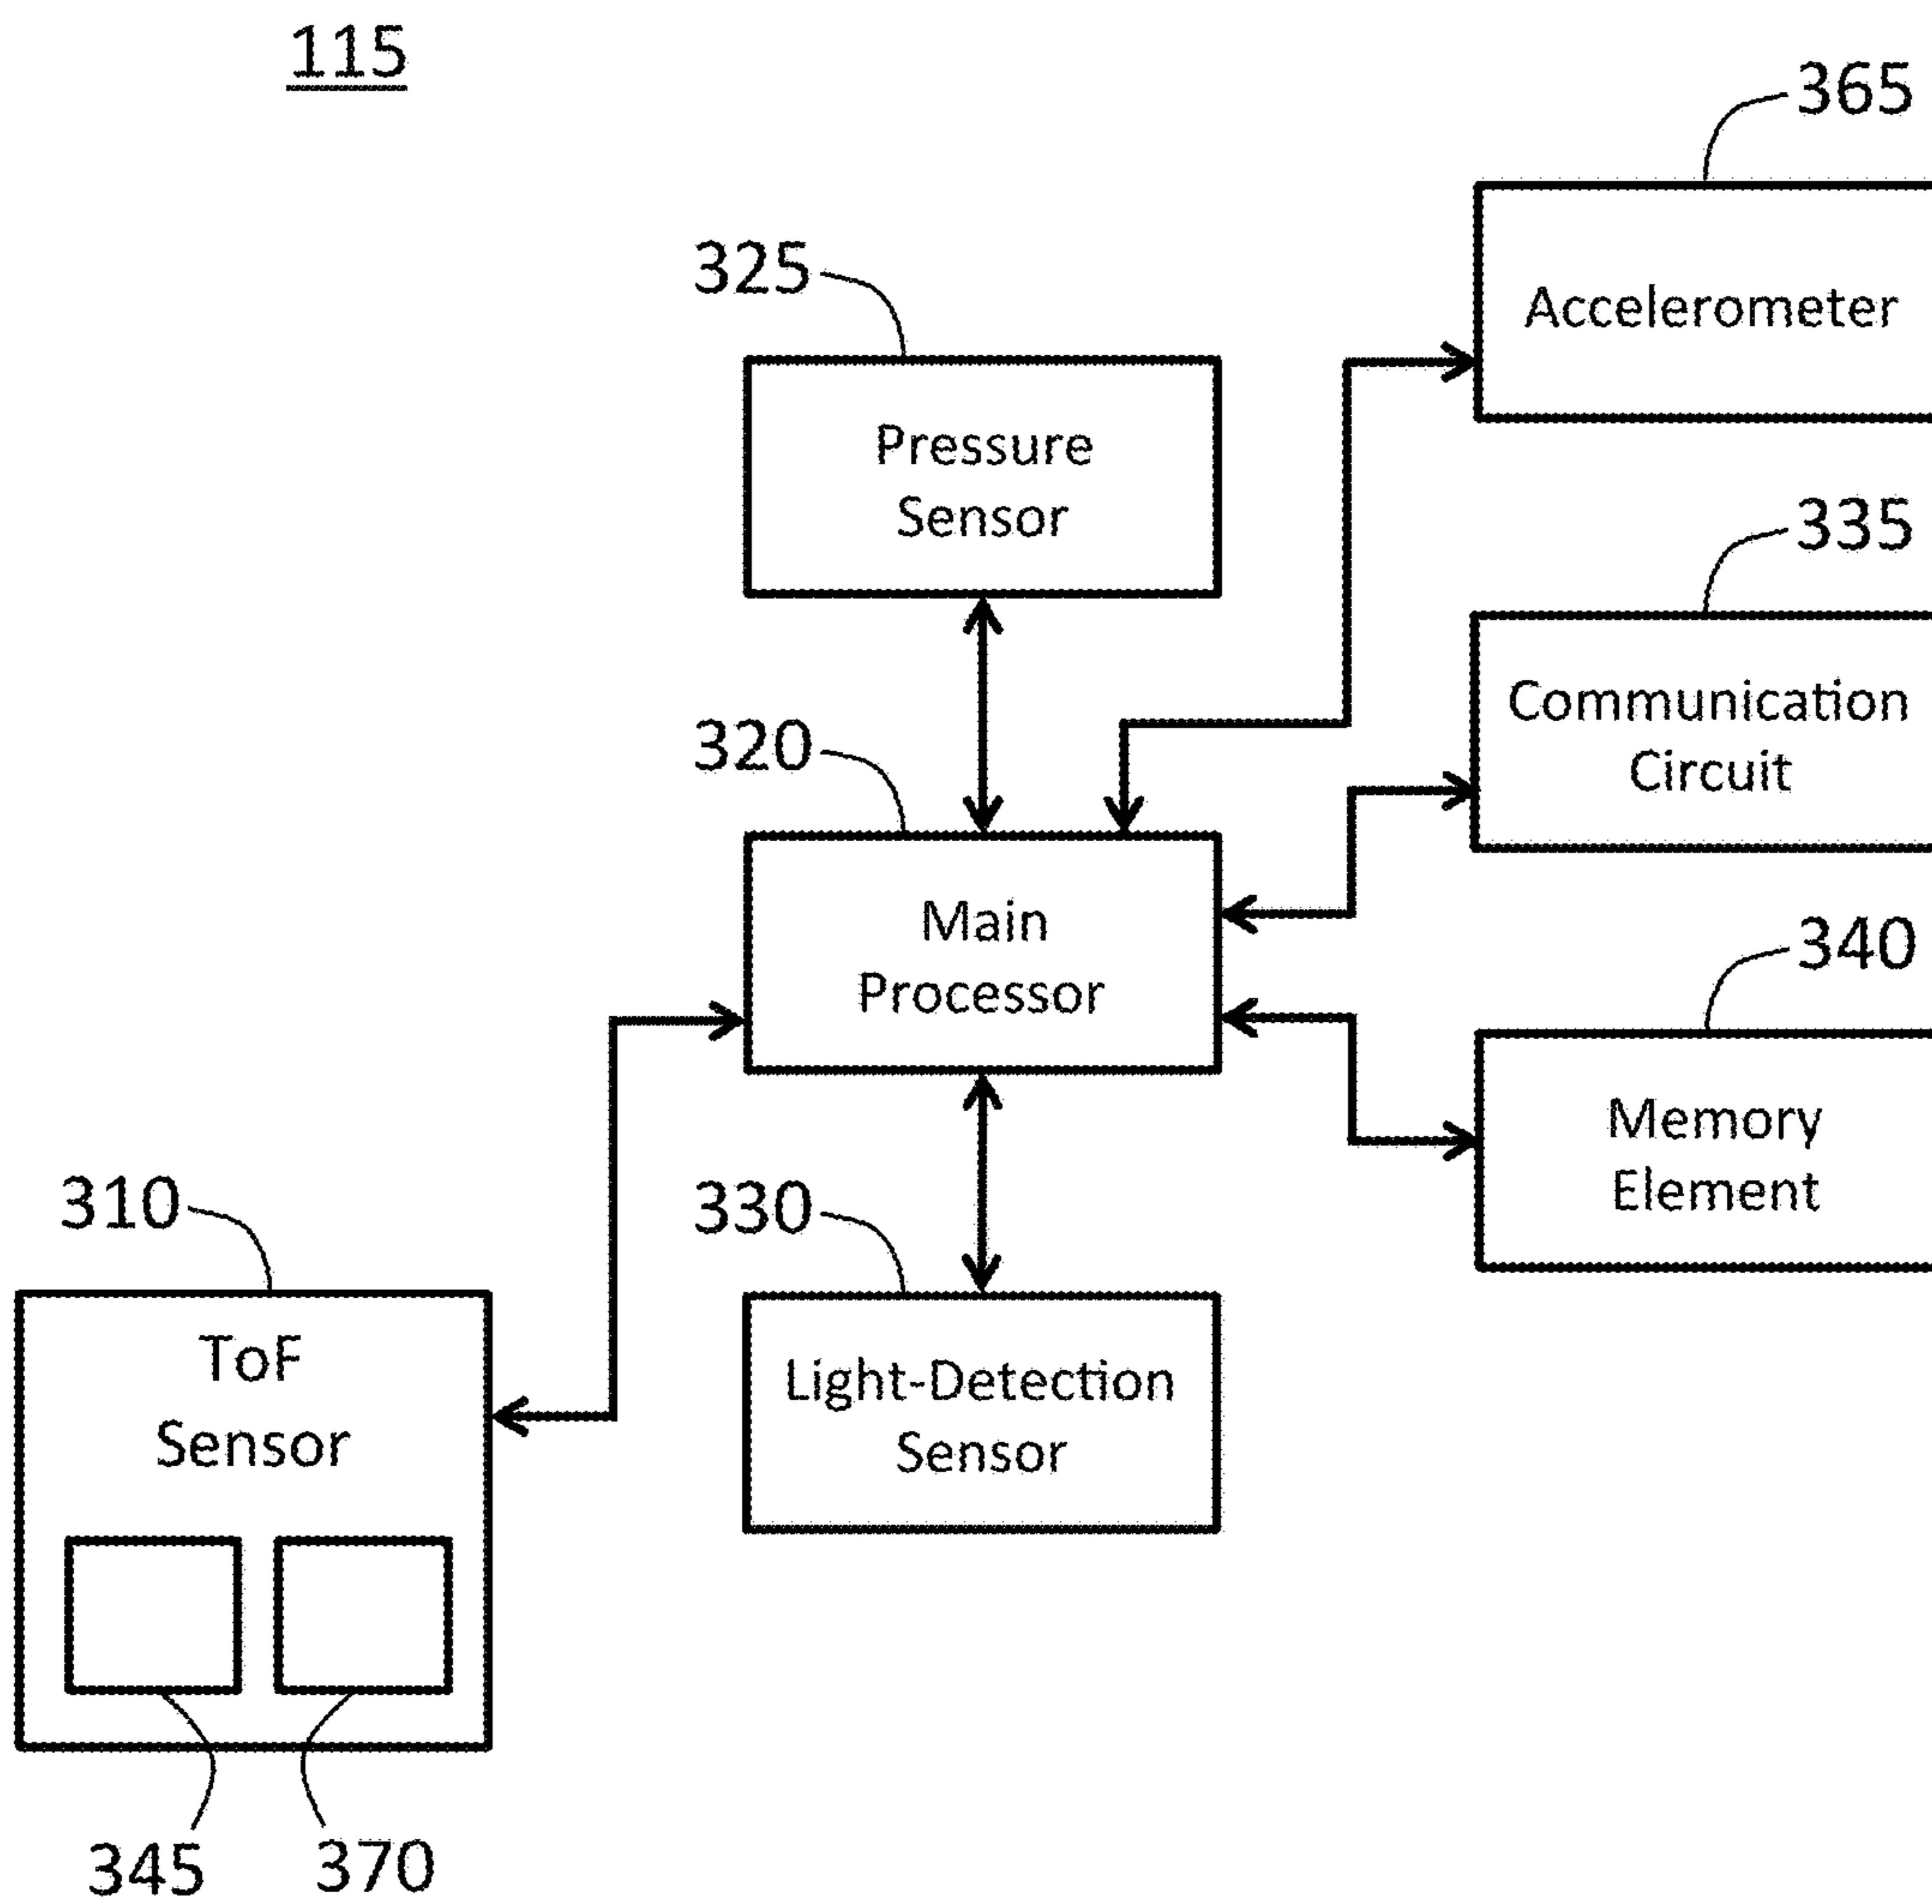 115
365
Accelerometer
325
Pressure
Sensor
335
Communication
Circuit
320
Main
Processor
340
Memory
Element
310
ToF
Sensor
330
Light-Detection
Sensor
345
370